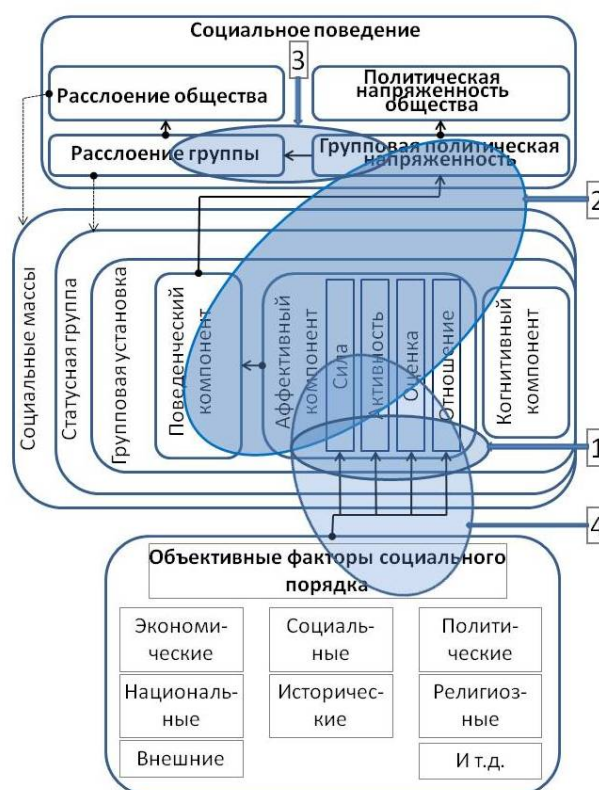 Социальное поведение
3
Расслоение общества
Политическая
напряженность
общества
Расслоение группы
Групповая политическая
напряженность
2
Социальные массы
Статусная группа
Групповая установка
Поведенческий
компонент
Аффективный
компонент
Сила
Активность
Оценка
Отношение
Когнитивный
компонент
1
4
Объективные факторы социального
порядка
Экономи-
ческие
Социаль-
ные
Полити-
ческие
Националь-
ные
Историчес-
кие
Религиоз-
ные
Внешние
И т.д.